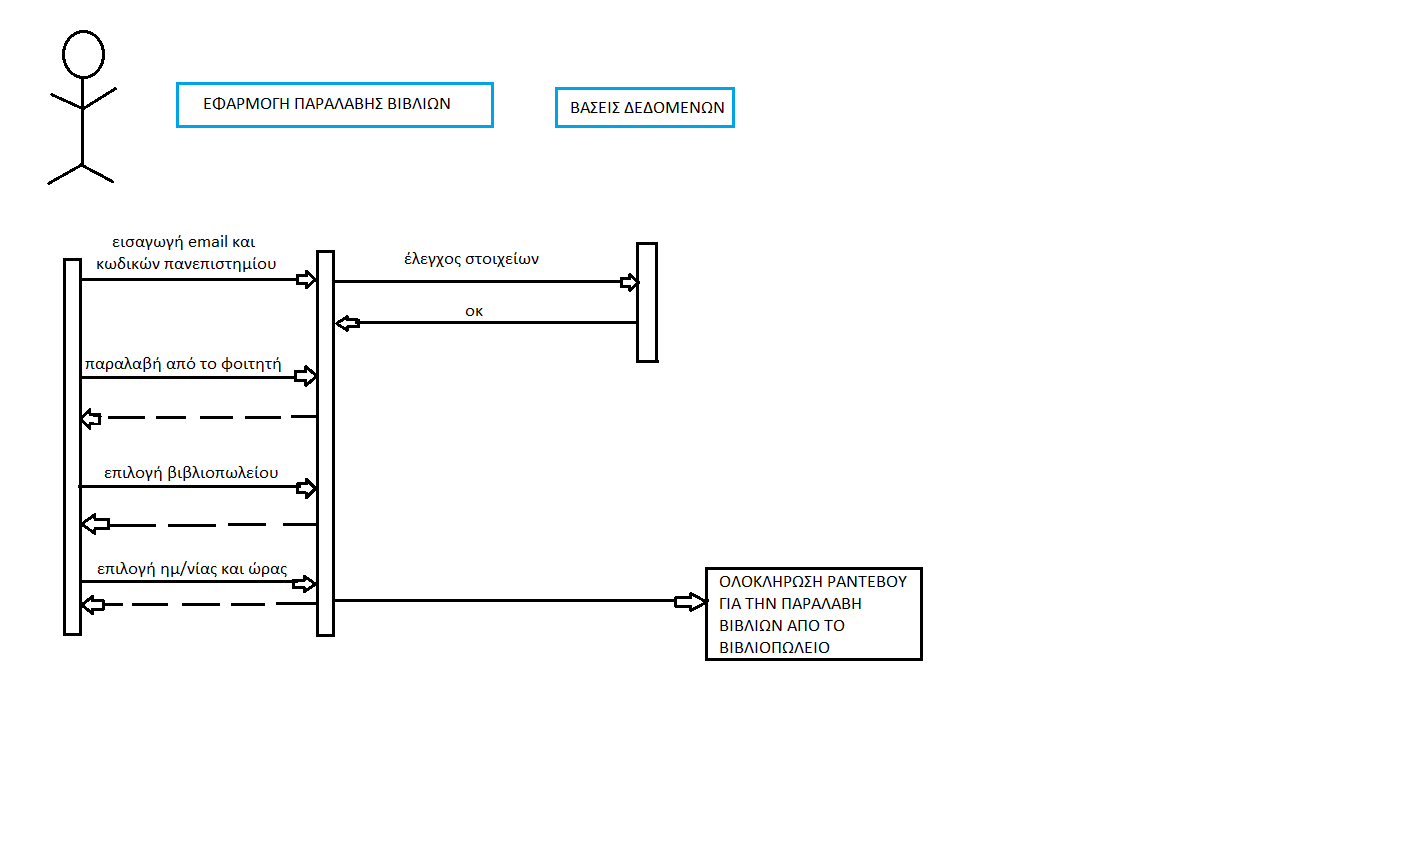 ΕΦΑΡΜΟΓΗ ΠΑΡΑΛΑΒΗΣ ΒΙΒΛΙΩΝ
ΒΑΣΕΙΣ ΔΕΔΟΜΕΝΩΝ
εισαγωγή email και
κωδικών πανεπιστημίου
έλεγχος στοιχείων
οκ
παραλαβή από το φοιτητή
επιλογή βιβλιοπωλείου
επιλογή ημ/νίας και ώρας
ΟΛΟΚΛΗΡΩΣΗ ΡΑΝΤΕΒΟΥ
ΓΙΑ ΤΗΝ ΠΑΡΑΛΑΒΗ
ΒΙΒΛΙΩΝ ΑΠΟ ΤΟ
ΒΙΒΛΙΟΠΩΛΕΙΟ